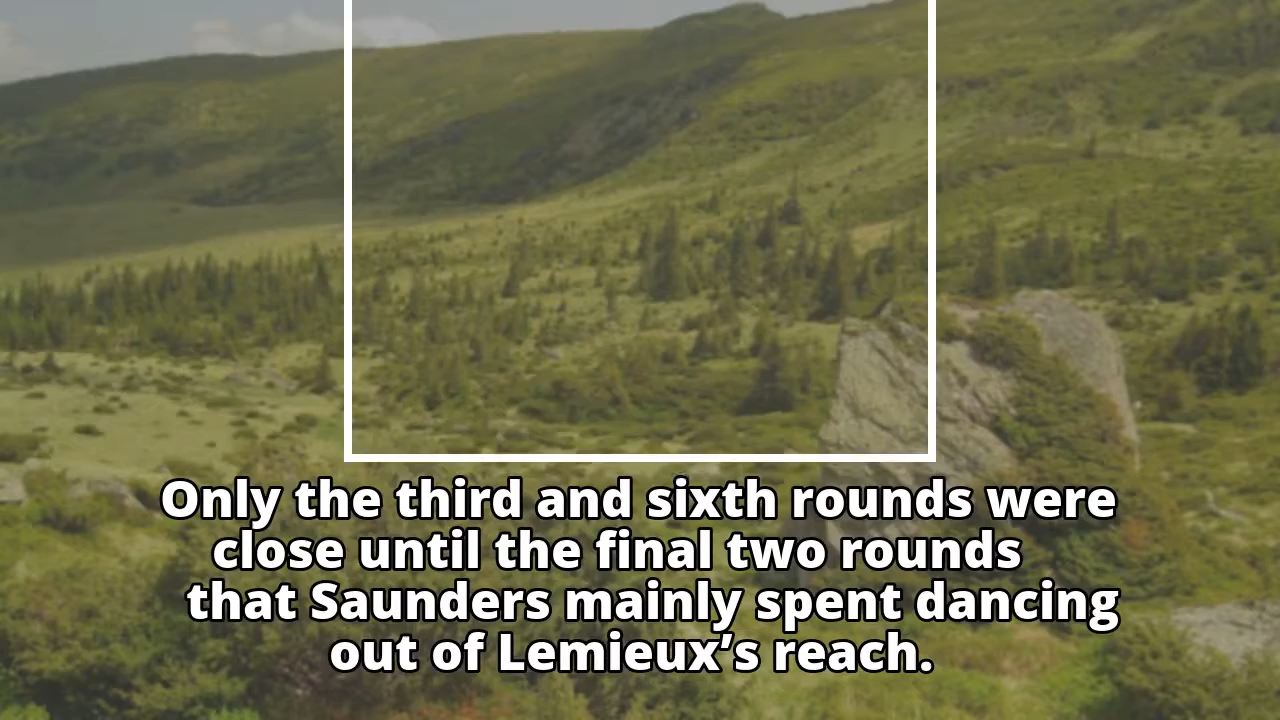 Only the third and sixth rounds were
close until the final two rounds
that Saunders mainly spent dancing
out of Lemieux’s reach.